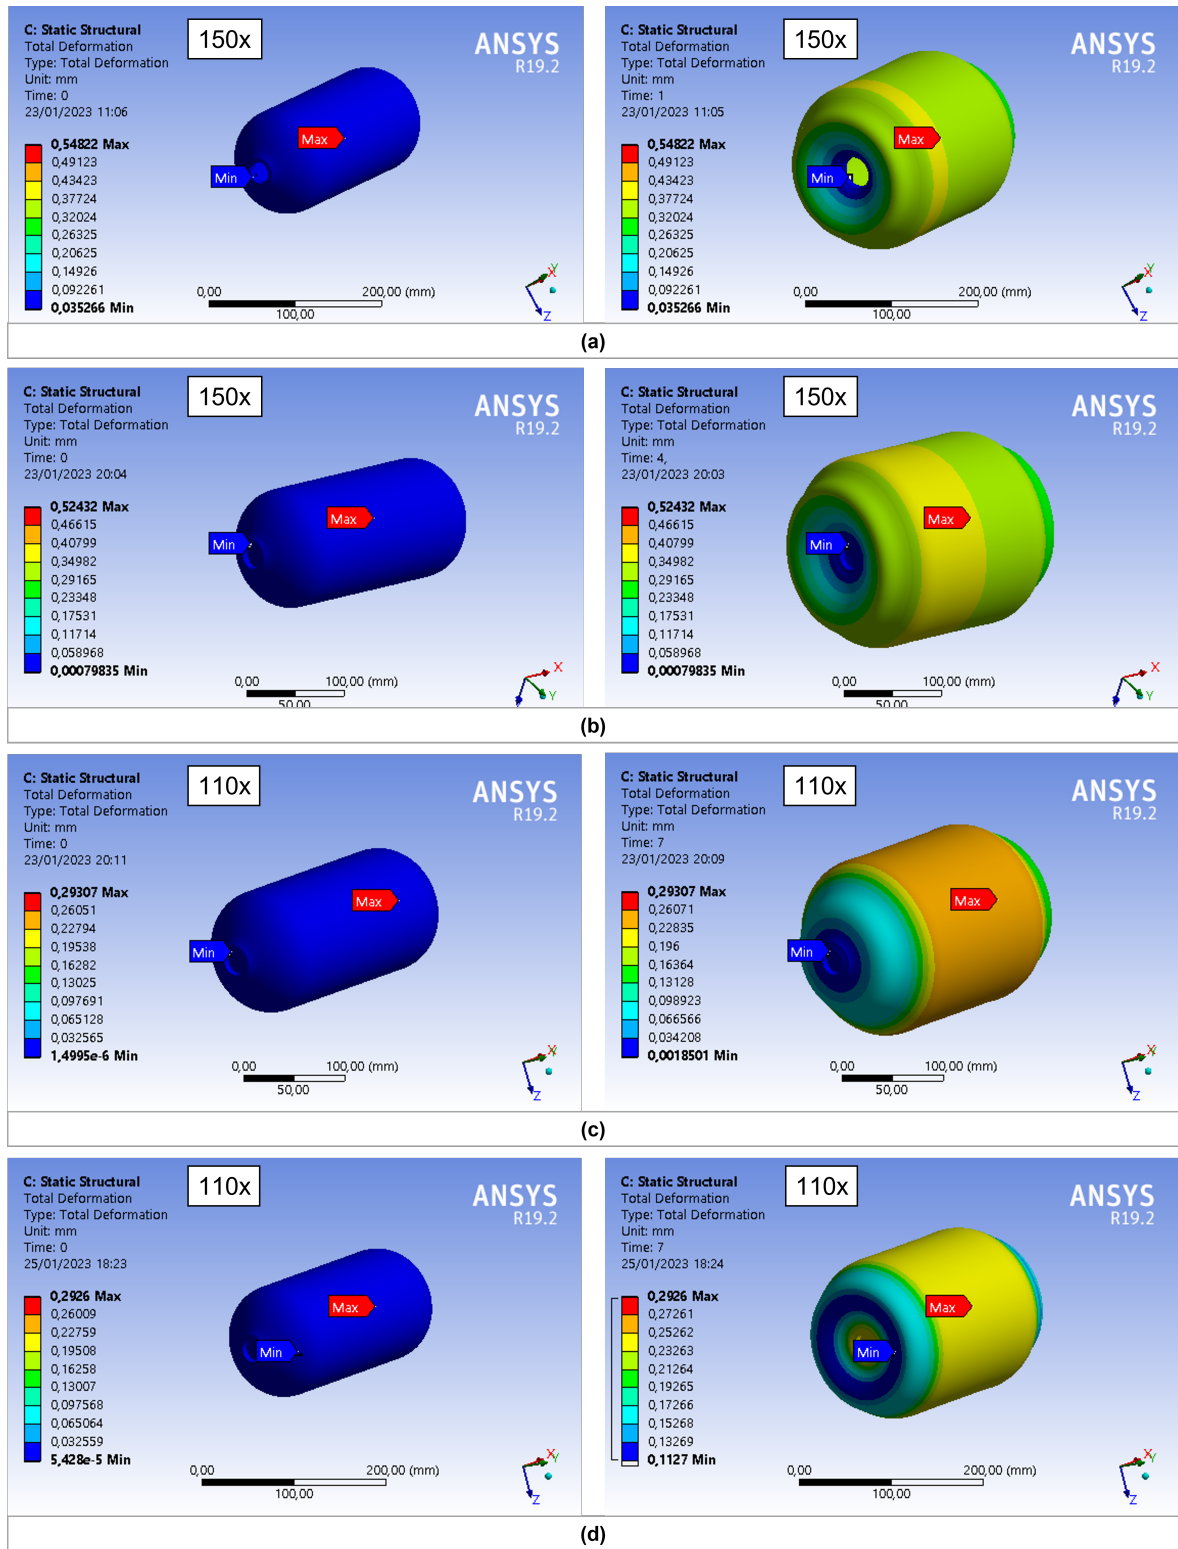 C: Static Structural
Total Deformation
Type: Total Deformation
Unit: mm
Time: 0
23/01/2023 11:06
150x
ANSYS
R19.2
0,54822 Max
0,49123
0,43423
0,37724
0,32024
0,26325
0,20625
0,14926
0,092261
0,035266 Min
Max
Min
0,00
200,00 (mm)
100,00
Y
X
Z
C: Static Structural
Total Deformation
Type: Total Deformation
Unit: mm
Time: 1
23/01/2023 11:05
150x
ANSYS
R19.2
0,54822 Max
0,49123
0,43423
0,37724
0,32024
0,26325
0,20625
0,14926
0,092261
0,035266 Min
Max
Min
0,00
200,00 (mm)
100,00
Y
X
Z
(a)
C: Static Structural
Total Deformation
Type: Total Deformation
Unit: mm
Time: 0
23/01/2023 20:04
150x
ANSYS
R19.2
0,52432 Max
0,46615
0,40799
0,34982
0,29165
0,23348
0,17531
0,11714
0,058968
0,00079835 Min
Max
Min
0,00
100,00 (mm)
50,00
X
Y
C: Static Structural
Total Deformation
Type: Total Deformation
Unit: mm
Time: 4,
23/01/2023 20:03
150x
ANSYS
R19.2
0,52432 Max
0,46615
0,40799
0,34982
0,29165
0,23348
0,17531
0,11714
0,058968
0,00079835 Min
Max
Min
0,00
100,00 (mm)
50,00
X
Y
(b)
C: Static Structural
Total Deformation
Type: Total Deformation
Unit: mm
Time: 0
23/01/2023 20:11
110x
ANSYS
R19.2
0,29307 Max
0,26051
0,22794
0,19538
0,16282
0,13025
0,097691
0,065128
0,032565
1,4995e-6 Min
Max
Min
0,00
100,00 (mm)
50,00
X
Y
Z
C: Static Structural
Total Deformation
Type: Total Deformation
Unit: mm
Time: 7
23/01/2023 20:09
110x
ANSYS
R19.2
0,29307 Max
0,26071
0,22835
0,196
0,16364
0,13128
0,098923
0,066566
0,034208
0,0018501 Min
Max
Min
0,00
100,00 (mm)
50,00
X
Y
Z
(c)
C: Static Structural
Total Deformation
Type: Total Deformation
Unit: mm
Time: 0
25/01/2023 18:23
110x
ANSYS
R19.2
0,2926 Max
0,26009
0,22759
0,19508
0,16258
0,13007
0,097568
0,065064
0,032559
5,428e-5 Min
Max
Min
0,00
200,00 (mm)
100,00
X
Y
Z
C: Static Structural
Total Deformation
Type: Total Deformation
Unit: mm
Time: 7
25/01/2023 18:24
110x
ANSYS
R19.2
0,2926 Max
0,27261
0,25262
0,23263
0,21264
0,19265
0,17266
0,15268
0,13269
0,1127 Min
Max
Min
0,00
200,00 (mm)
100,00
X
Y
Z
(d)